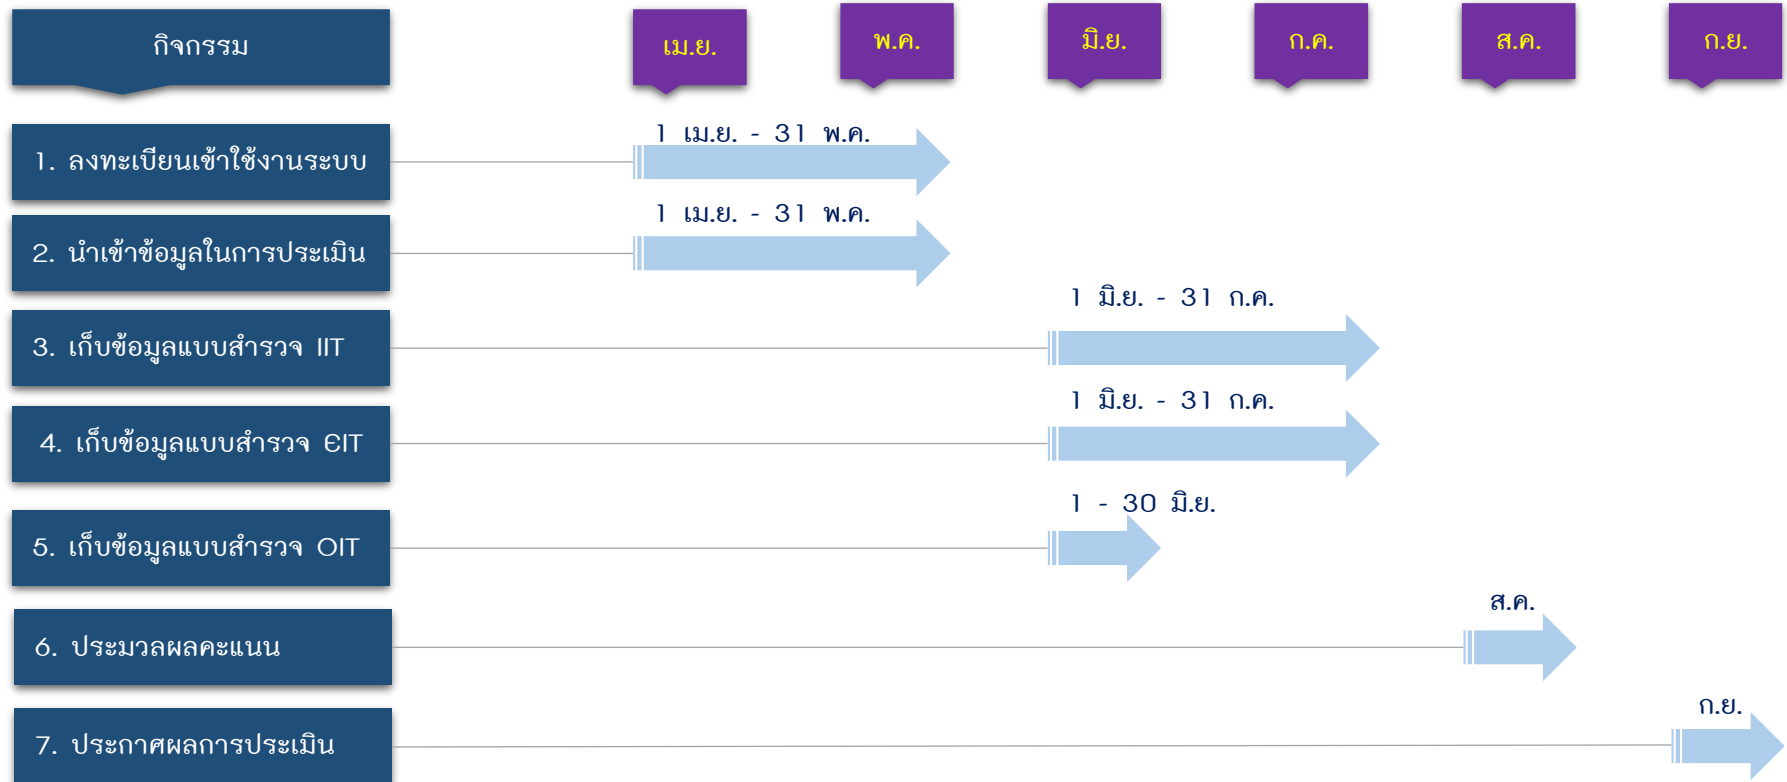 กิจกรรม
เม.ย.
พ.ค.
มิ.ย.
ก.ค.
ส.ค.
ก.ย.
1. ลงทะเบียนเข้าใช้งานระบบ
1 เม.ย. - 31 พ.ค.
2. นำเข้าข้อมูลในการประเมิน
1 เม.ย. - 31 พ.ค.
3. เก็บข้อมูลแบบสำรวจ IIT
1 มิ.ย. - 31 ก.ค.
4. เก็บข้อมูลแบบสำรวจ EIT
1 มิ.ย. - 31 ก.ค.
5. เก็บข้อมูลแบบสำรวจ OIT
1 - 30 มิ.ย.
6. ประมวลผลคะแนน
ส.ค.
7. ประกาศผลการประเมิน
ก.ย.